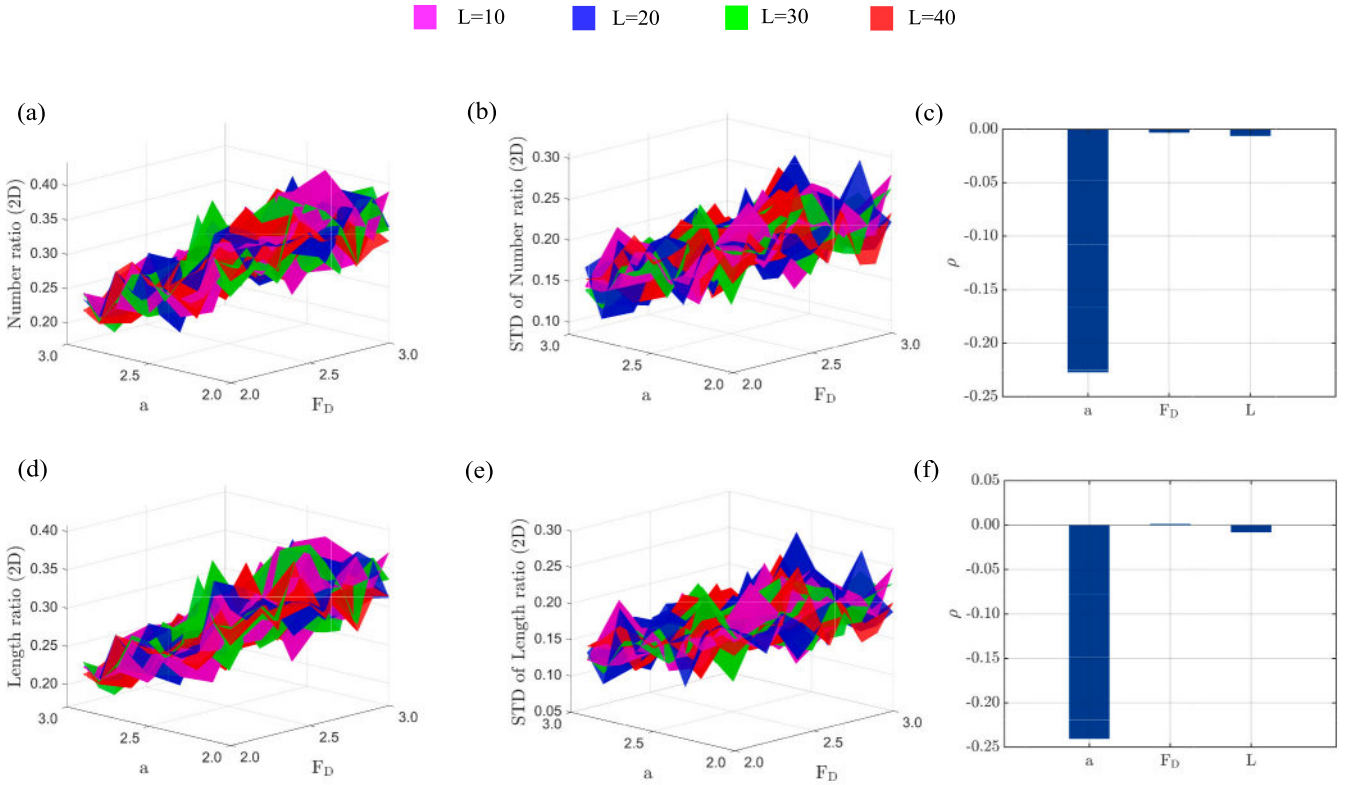 L=10 L=20 L=30 L=40
(a)
Number ratio (2D)
0.40
0.35
0.30
0.25
0.20
3.0
2.5
2.0
a
2.0
2.5
3.0
F_D
(b)
STD of Number ratio (2D)
0.30
0.25
0.20
0.15
0.10
3.0
2.5
2.0
a
2.0
2.5
3.0
F_D
(c)
ρ
0.00
-0.05
-0.10
-0.15
-0.20
-0.25
a F_D L
(d)
Length ratio (2D)
0.40
0.35
0.30
0.25
0.20
3.0
2.5
2.0
a
2.0
2.5
3.0
F_D
(e)
STD of Length ratio (2D)
0.30
0.25
0.20
0.15
0.10
0.05
3.0
2.5
2.0
a
2.0
2.5
3.0
F_D
(f)
ρ
0.05
0.00
-0.05
-0.10
-0.15
-0.20
-0.25
a F_D L